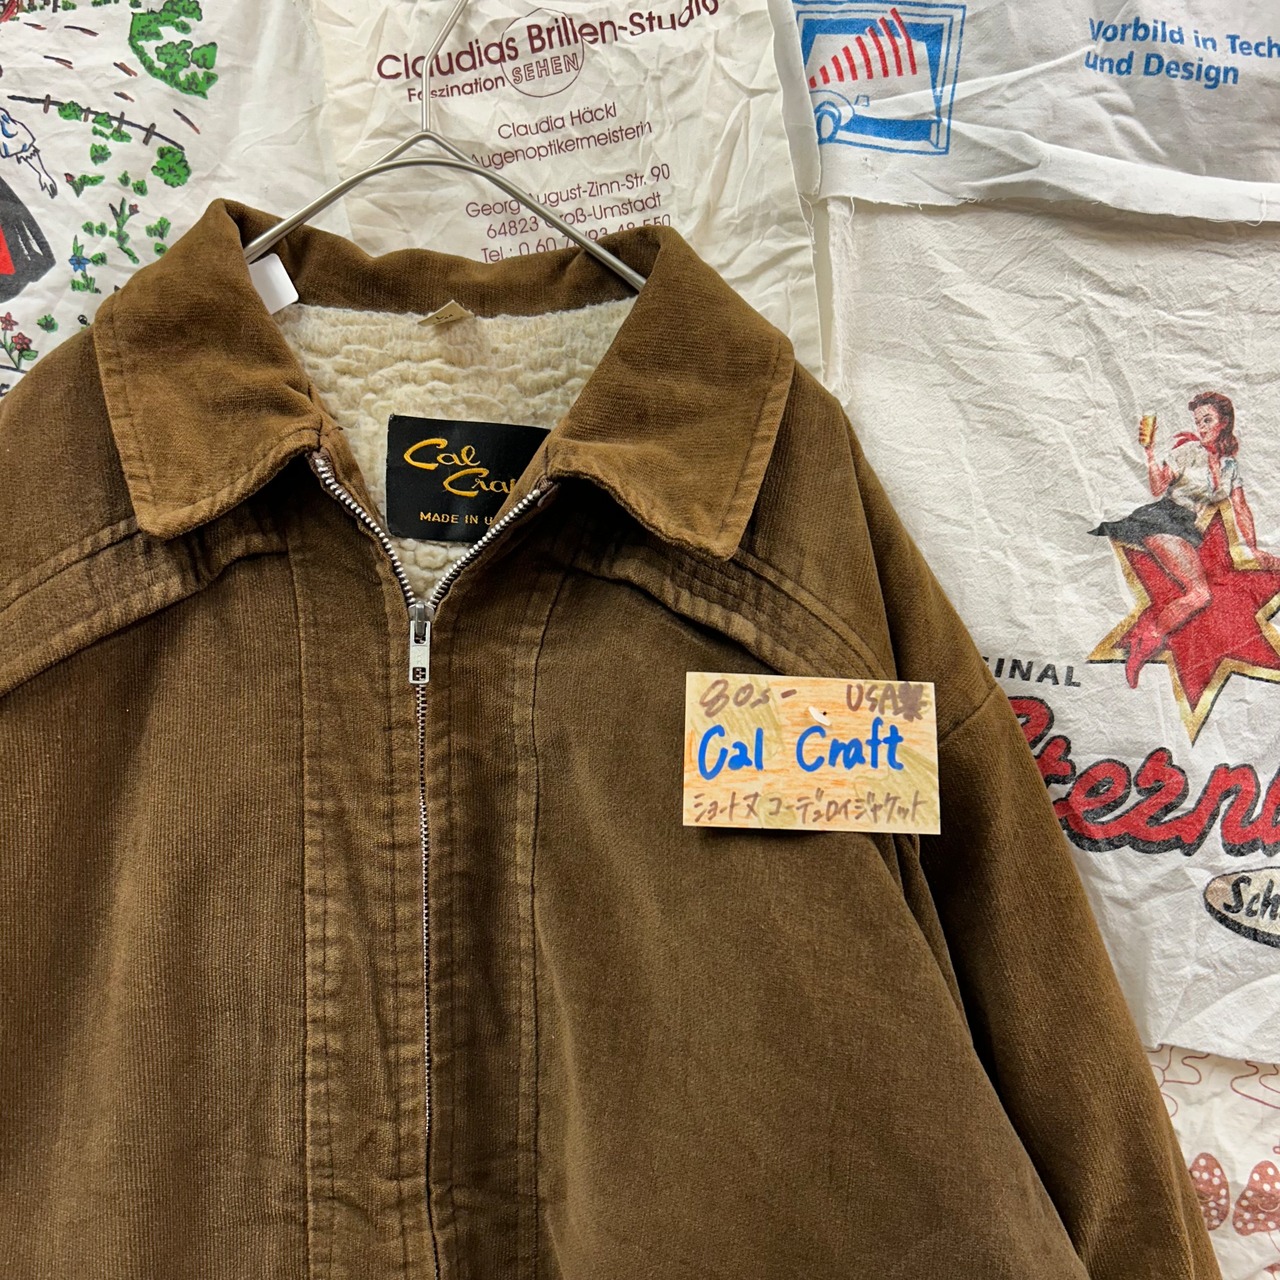 Claudias Brillen-Studio
Faszination SEHEN
Claudia Häckl
Augenoptikermeisterin
Georg-August-Zinn-Str. 90
64823 Groß-Umstadt
Vorbild in Tech
und Design
Cal
Cra
MADE IN U
80s- USA製
Cal Craft
ショート丈 コーデュロイジャケット
INAL
tern
Sch